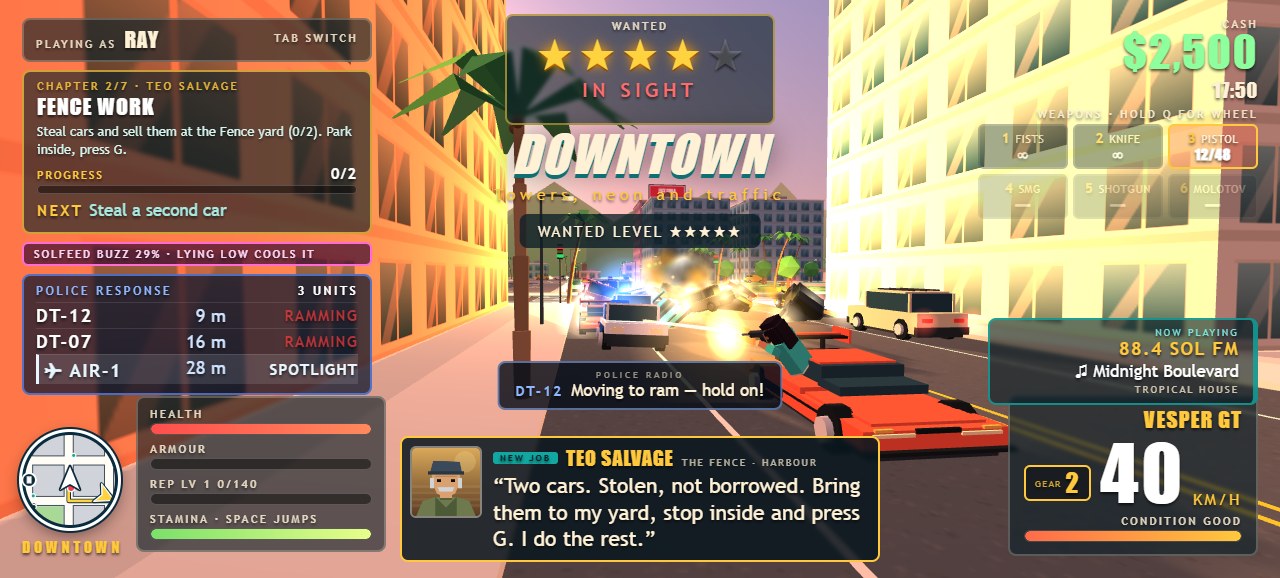 PLAYING AS RAY
TAB SWITCH
CHAPTER 2/7 · TEO SALVAGE
FENCE WORK
Steal cars and sell them at the Fence yard (0/2). Park
inside, press G.
PROGRESS 0/2
NEXT Steal a second car
SOLFEED BUZZ 29% · LYING LOW COOLS IT
POLICE RESPONSE 3 UNITS
DT-12 9 m RAMMING
DT-07 16 m RAMMING
AIR-1 28 m SPOTLIGHT
HEALTH
ARMOUR
REP LV 1 0/140
STAMINA · SPACE JUMPS
DOWNTOWN
WANTED
IN SIGHT
DOWNTOWN
Towers, neon and traffic
WANTED LEVEL ★★★★★
POLICE RADIO
DT-12 Moving to ram — hold on!
NEW JOB TEO SALVAGE THE FENCE · HARBOUR
“Two cars. Stolen, not borrowed. Bring
them to my yard, stop inside and press
G. I do the rest.”
CASH
$2,500
17:50
WEAPONS · HOLD Q FOR WHEEL
1 FISTS
∞
2 KNIFE
∞
3 PISTOL
12/48
4 SMG
—
5 SHOTGUN
—
6 MOLOTOV
—
NOW PLAYING
88.4 SOL FM
♫ Midnight Boulevard
TROPICAL HOUSE
VESPER GT
GEAR 2
40 KM/H
CONDITION GOOD